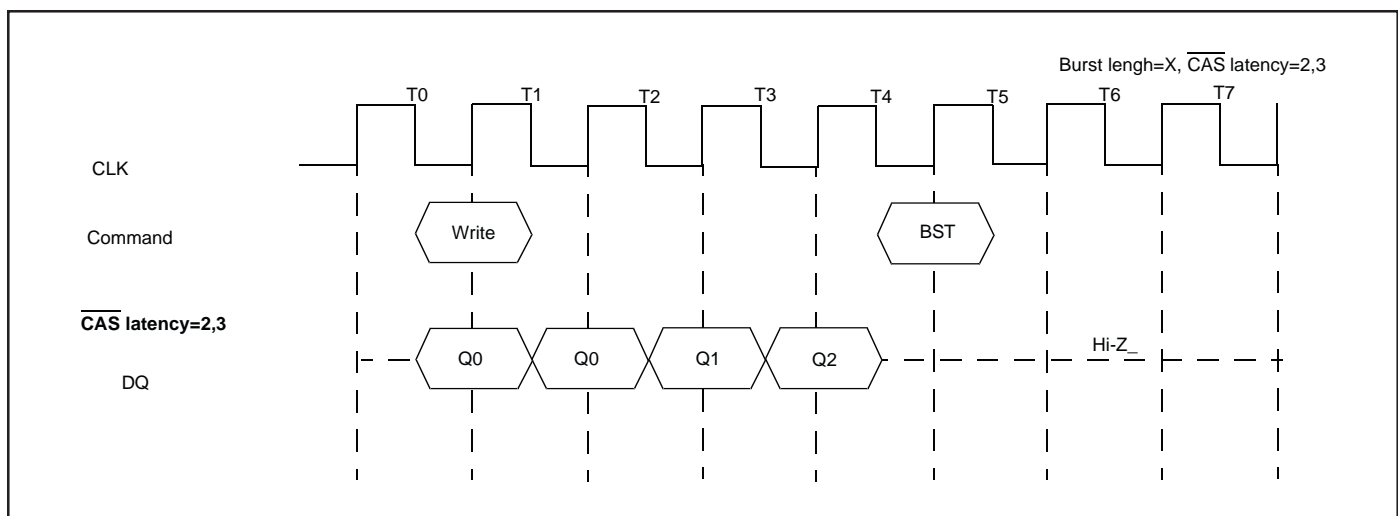 Burst lengh=X, CAS latency=2,3
T0 T1 T2 T3 T4 T5 T6 T7
CLK
Command Write BST
CAS latency=2,3
DQ Q0 Q0 Q1 Q2 Hi-Z_